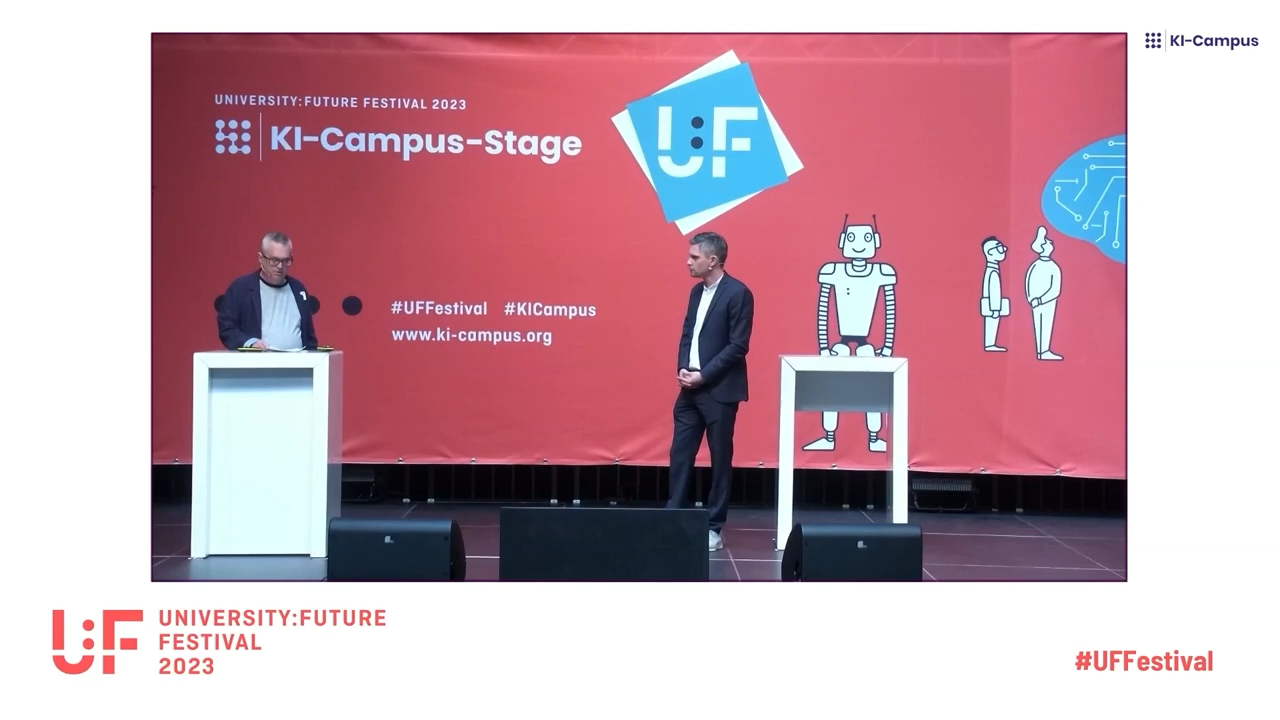 KI-Campus
UNIVERSITY:FUTURE FESTIVAL 2023
KI-Campus-Stage
U:F
#UFFestival #KICampus
www.ki-campus.org
U:F
UNIVERSITY:FUTURE
FESTIVAL
2023
#UFFestival